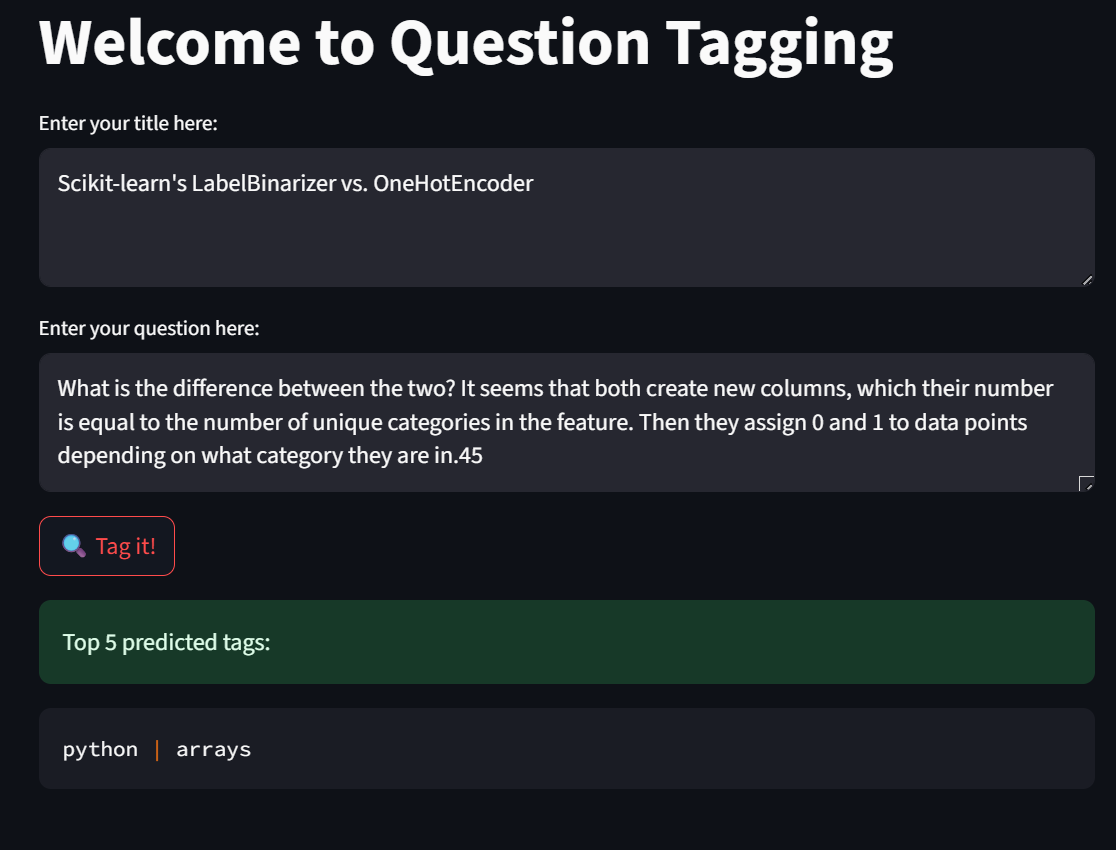 Welcome to Question Tagging
Enter your title here:
Scikit-learn's LabelBinarizer vs. OneHotEncoder
Enter your question here:
What is the difference between the two? It seems that both create new columns, which their number
is equal to the number of unique categories in the feature. Then they assign 0 and 1 to data points
depending on what category they are in.45
Tag it!
Top 5 predicted tags:
python | arrays